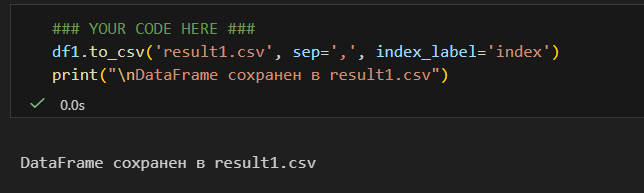 ### YOUR CODE HERE ###
df1.to_csv('result1.csv', sep=',', index_label='index')
print("\nDataFrame сохранен в result1.csv")
0.0s
DataFrame сохранен в result1.csv